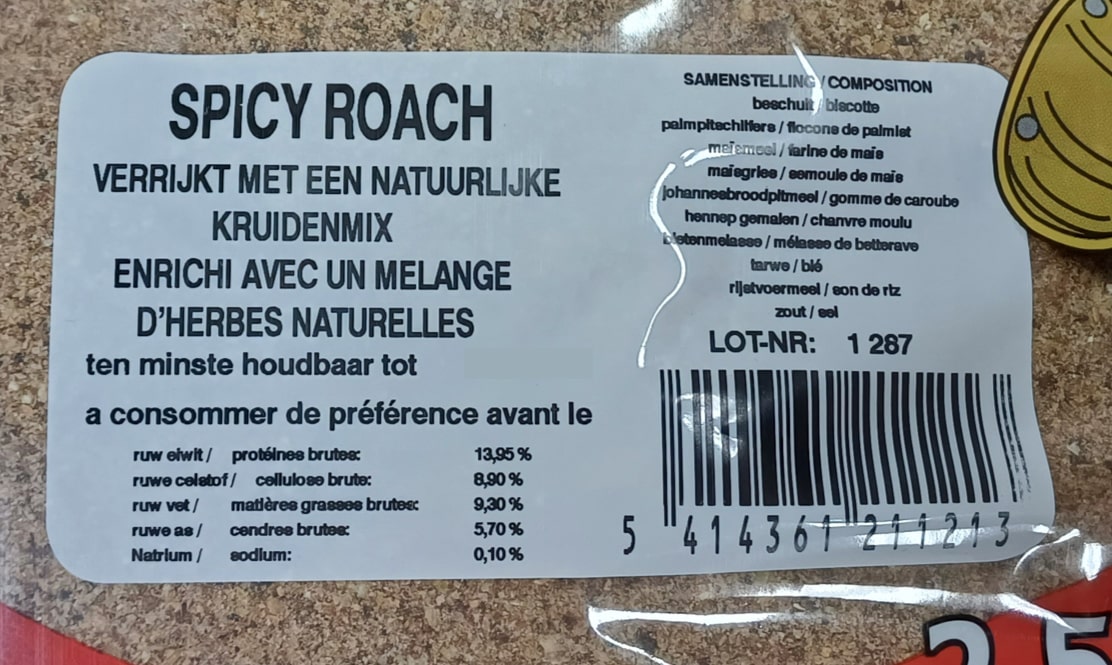 SPICY ROACH
VERRIJKT MET EEN NATUURLIJKE
KRUIDENMIX
ENRICHI AVEC UN MELANGE
D'HERBES NATURELLES
ten minste houdbaar tot
a consommer de préférence avant le
ruw eiwit / protéines brutes: 13,95 %
ruwe celstof / cellulose brute: 8,90 %
ruw vet / matières grasses brutes: 9,30 %
ruwe as / cendres brutes: 5,70 %
Natrium / sodium: 0,10 %
SAMENSTELLING / COMPOSITION
beschuit / biscotte
palmpitschilfers / flocons de palmist
maïsmeel / farine de maïs
maïsgries / semoule de maïs
johannesbroodpitmeel / gomme de caroube
hennep gemalen / chanvre moulu
bietenmelasse / mélasse de betterave
tarwe / blé
rijstvoermeel / son de riz
zout / sel
LOT-NR: 1 287
5 414361 211213
2,5